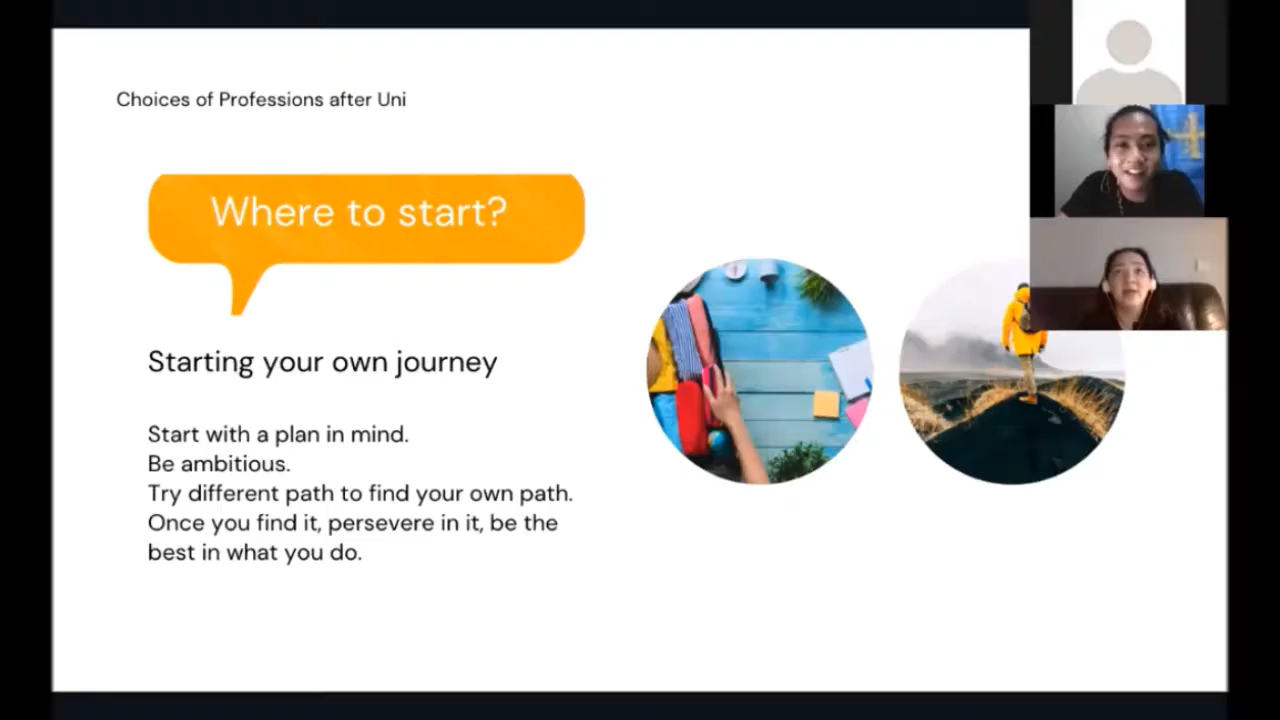 Choices of Professions after Uni
Where to start?
Starting your own journey
Start with a plan in mind.
Be ambitious.
Try different path to find your own path.
Once you find it, persevere in it, be the
best in what you do.